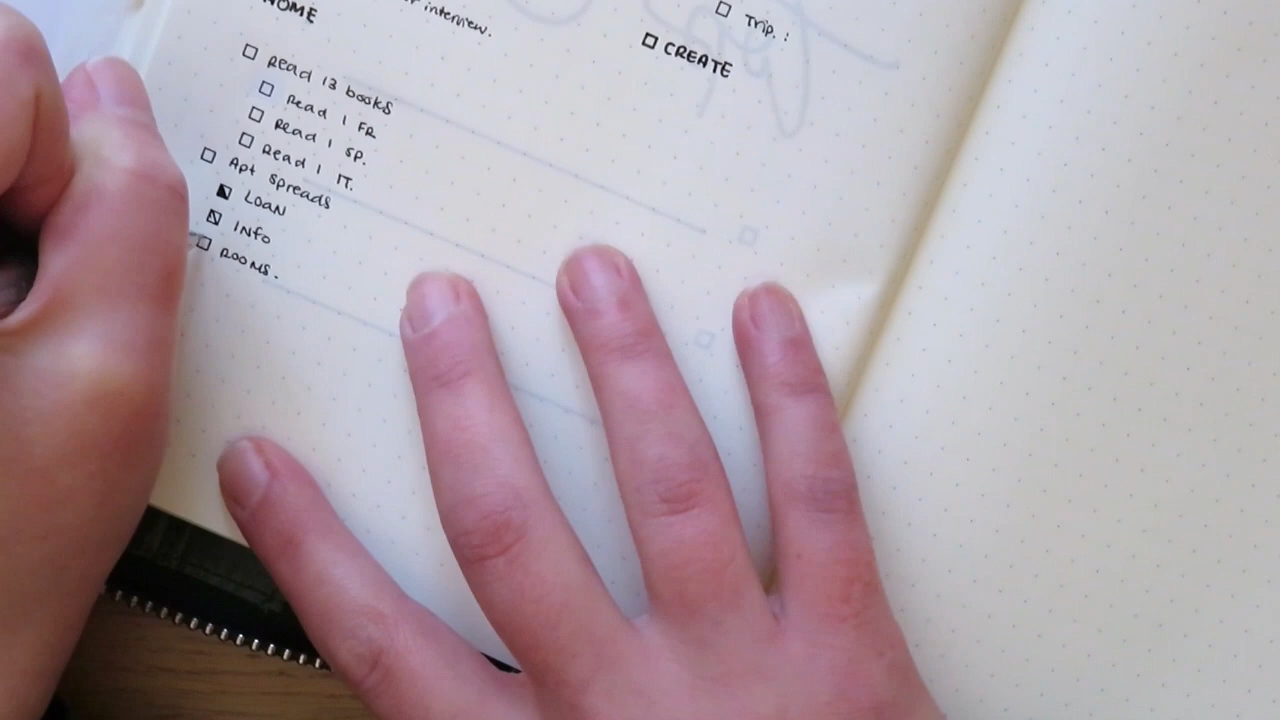 HOME
interview.
Read 13 books
Read 1 FR
Read 1 SP.
Read 1 IT.
Apt spreads
LOAN
INFO
ROOMS.
Trip. :
CREATE